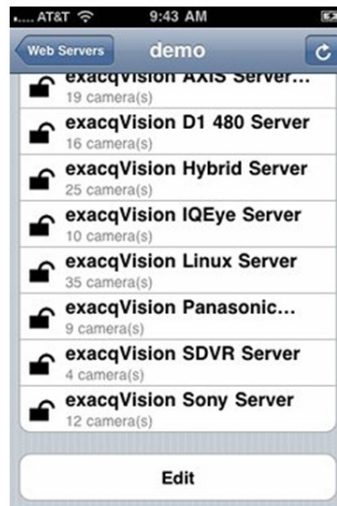 ..... AT&T 9:43 AM
Web Servers demo
exacqVision AXIS Server...
19 camera(s)
exacqVision D1 480 Server
16 camera(s)
exacqVision Hybrid Server
25 camera(s)
exacqVision IQEye Server
10 camera(s)
exacqVision Linux Server
35 camera(s)
exacqVision Panasonic...
9 camera(s)
exacqVision SDVR Server
4 camera(s)
exacqVision Sony Server
12 camera(s)
Edit